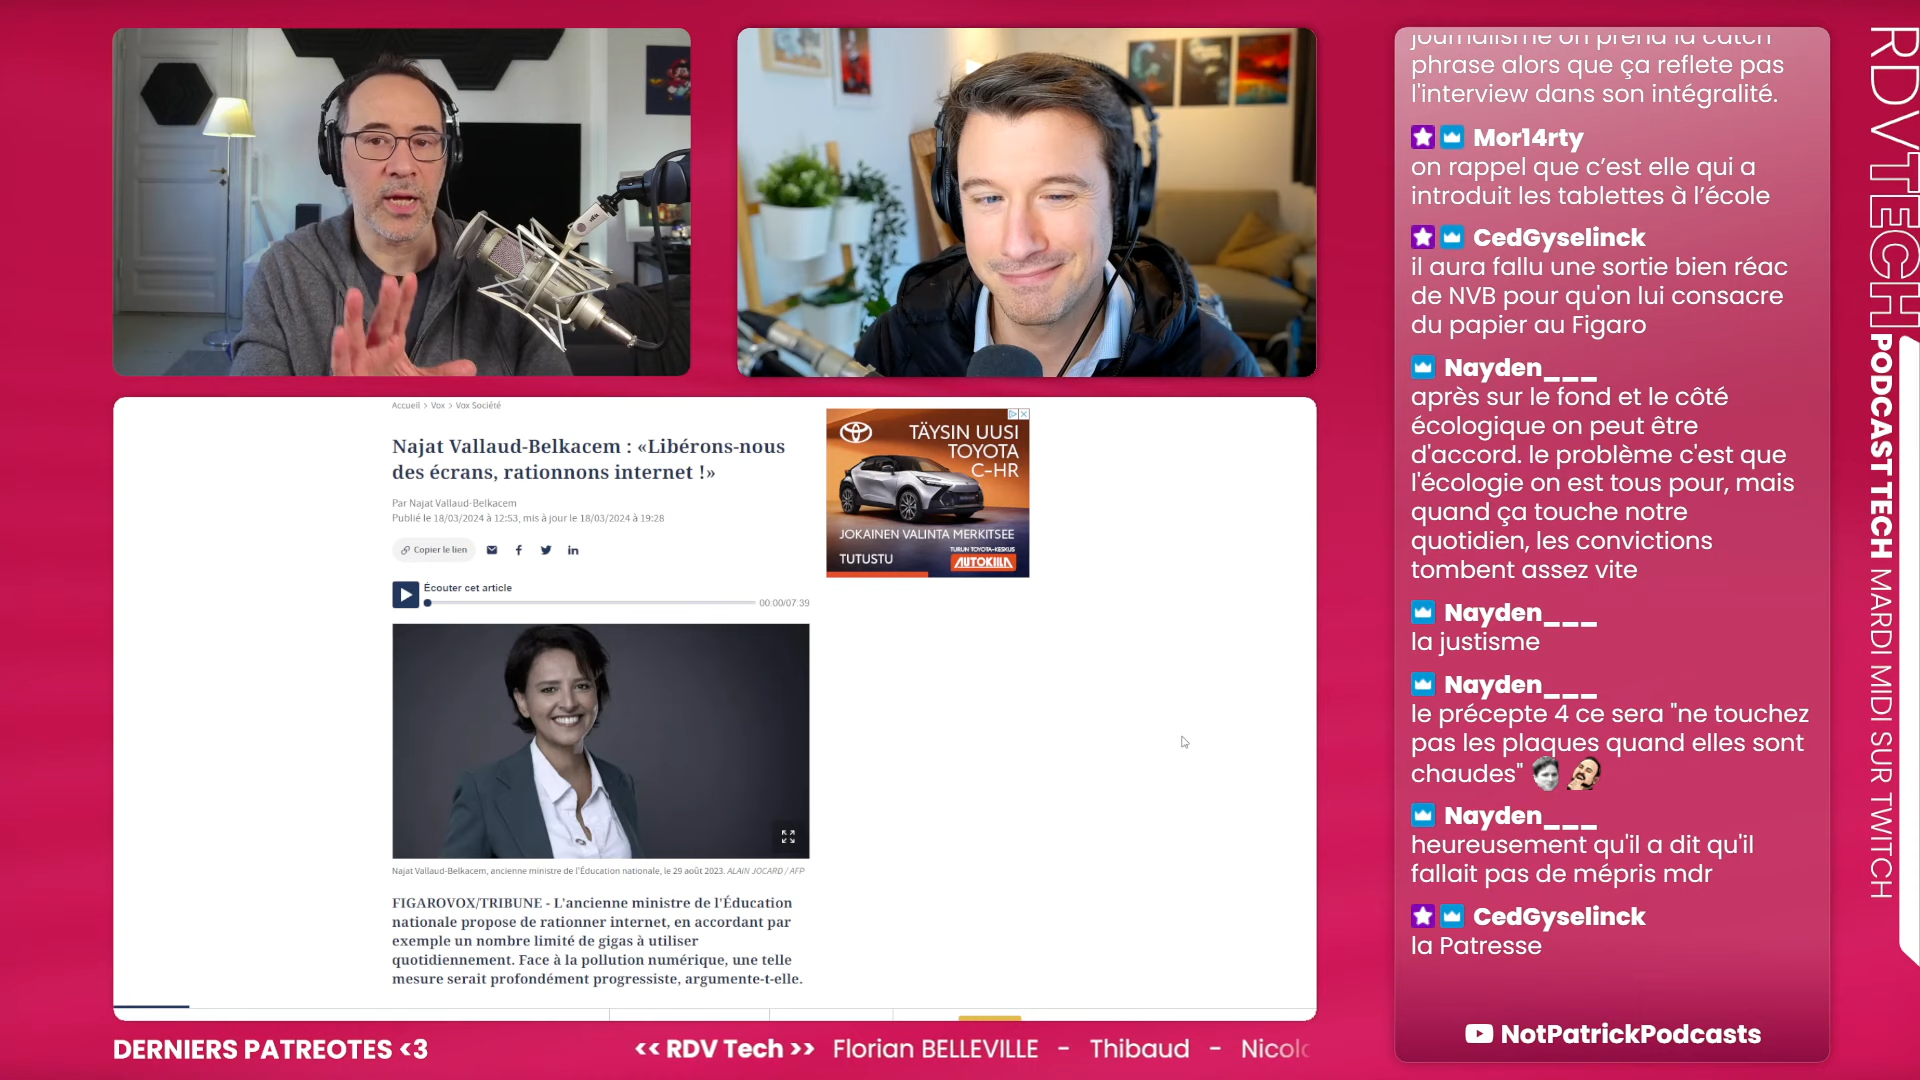 Accueil > Vox > Vox Société
Najat Vallaud-Belkacem : «Libérons-nous
des écrans, rationnons internet !»
Par Najat Vallaud-Belkacem
Publié le 18/03/2024 à 12:53, mis à jour le 18/03/2024 à 19:28
Copier le lien
Écouter cet article
00:00/07:39
Najat Vallaud-Belkacem, ancienne ministre de l'Éducation nationale, le 29 août 2023. ALAIN JOCARD / AFP
FIGAROVOX/TRIBUNE - L'ancienne ministre de l'Éducation
nationale propose de rationner internet, en accordant par
exemple un nombre limité de gigas à utiliser
quotidiennement. Face à la pollution numérique, une telle
mesure serait profondément progressiste, argumente-t-elle.
TÄYSIN UUSI
TOYOTA
C-HR
JOKAINEN VALINTA MERKITSEE
TUTUSTU
TURUN TOYOTA-KESKUS
AUTOKIILA
journalisme on prend la catch
phrase alors que ça reflete pas
l'interview dans son intégralité.
Mor14rty
on rappel que c’est elle qui a
introduit les tablettes à l’école
CedGyselinck
il aura fallu une sortie bien réac
de NVB pour qu'on lui consacre
du papier au Figaro
Nayden___
après sur le fond et le côté
écologique on peut être
d'accord. le problème c'est que
l'écologie on est tous pour, mais
quand ça touche notre
quotidien, les convictions
tombent assez vite
Nayden___
la justisme
Nayden___
le précepte 4 ce sera "ne touchez
pas les plaques quand elles sont
chaudes"
Nayden___
heureusement qu'il a dit qu'il
fallait pas de mépris mdr
CedGyselinck
la Patresse
NotPatrickPodcasts
RDV TECH PODCAST TECH MARDI MIDI SUR TWITCH
DERNIERS PATREOTES <3
<< RDV Tech >> Florian BELLEVILLE - Thibaud -